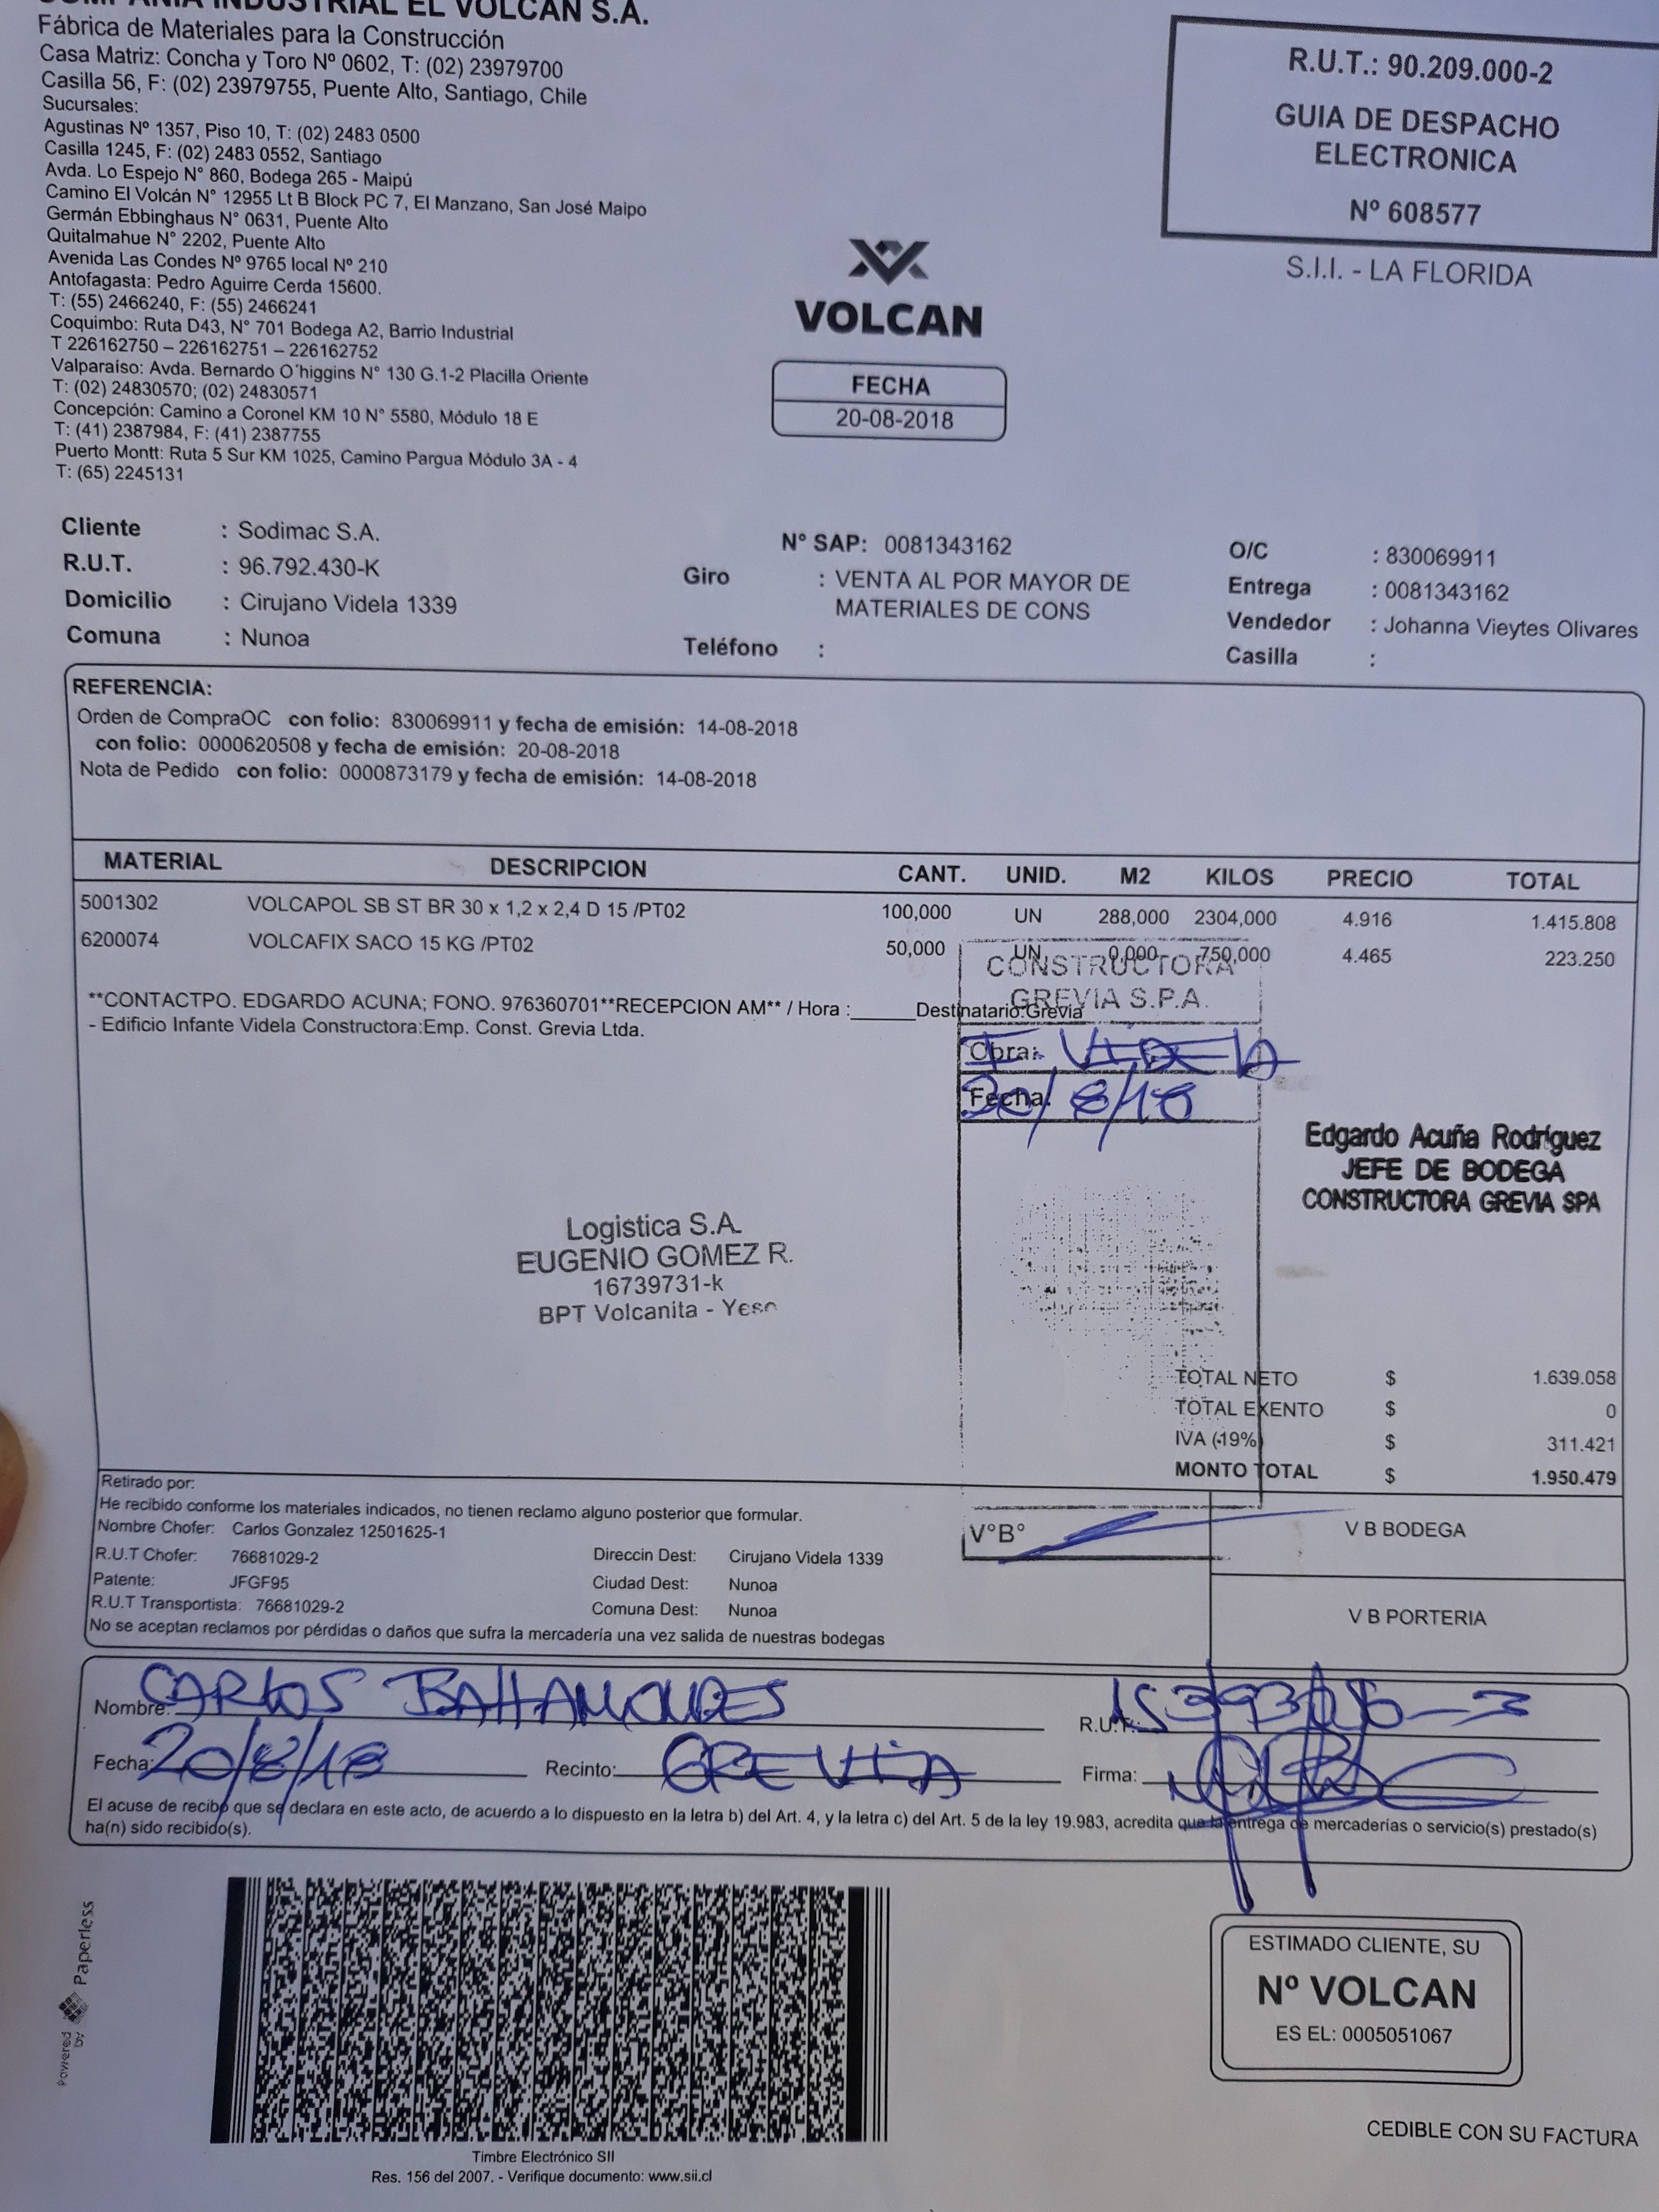 INDUSTRIAL EL VOLCAN S.A.
Fábrica de Materiales para la Construcción
Casa Matriz: Concha y Toro Nº 0602, T: (02) 23979700
Casilla 56, F: (02) 23979755, Puente Alto, Santiago, Chile
Sucursales:
Agustinas Nº 1357, Piso 10, T: (02) 2483 0500
Casilla 1245, F: (02) 2483 0552, Santiago
Avda. Lo Espejo N° 860, Bodega 265 - Maipú
Camino El Volcán N° 12955 Lt B Block PC 7, El Manzano, San José Maipo
Germán Ebbinghaus N° 0631, Puente Alto
Quitalmahue N° 2202, Puente Alto
Avenida Las Condes Nº 9765 local Nº 210
Antofagasta: Pedro Aguirre Cerda 15600.
T: (55) 2466240, F: (55) 2466241
Coquimbo: Ruta D43, N° 701 Bodega A2, Barrio Industrial
T 226162750 – 226162751 – 226162752
Valparaíso: Avda. Bernardo O´higgins N° 130 G.1-2 Placilla Oriente
T: (02) 24830570; (02) 24830571
Concepción: Camino a Coronel KM 10 N° 5580, Módulo 18 E
T: (41) 2387984, F: (41) 2387755
Puerto Montt: Ruta 5 Sur KM 1025, Camino Pargua Módulo 3A - 4
T: (65) 2245131
R.U.T.: 90.209.000-2
GUIA DE DESPACHO
ELECTRONICA
Nº 608577
S.I.I. - LA FLORIDA
VOLCAN
FECHA
20-08-2018
Cliente : Sodimac S.A.
R.U.T. : 96.792.430-K
Domicilio : Cirujano Videla 1339
Comuna : Nunoa
N° SAP: 0081343162
Giro : VENTA AL POR MAYOR DE
MATERIALES DE CONS
Teléfono :
O/C : 830069911
Entrega : 0081343162
Vendedor : Johanna Vieytes Olivares
Casilla :
REFERENCIA:
Orden de CompraOC con folio: 830069911 y fecha de emisión: 14-08-2018
con folio: 0000620508 y fecha de emisión: 20-08-2018
Nota de Pedido con folio: 0000873179 y fecha de emisión: 14-08-2018
MATERIAL DESCRIPCION CANT. UNID. M2 KILOS PRECIO TOTAL
5001302 VOLCAPOL SB ST BR 30 x 1,2 x 2,4 D 15 /PT02 100,000 UN 288,000 2304,000 4.916 1.415.808
6200074 VOLCAFIX SACO 15 KG /PT02 50,000 UN 0,000 750,000 4.465 223.250
**CONTACTPO. EDGARDO ACUNA; FONO. 976360701**RECEPCION AM** / Hora :______Destinatario:Grevia
- Edificio Infante Videla Constructora:Emp. Const. Grevia Ltda.
CONSTRUCTORA
GREVIA S.P.A.
Obra: I. VIDELA
Fecha: 20/8/18
Edgardo Acuña Rodríguez
JEFE DE BODEGA
CONSTRUCTORA GREVIA SPA
Logistica S.A.
EUGENIO GOMEZ R.
16739731-k
BPT Volcanita - Yeso
TOTAL NETO $ 1.639.058
TOTAL EXENTO $ 0
IVA (-19%) $ 311.421
MONTO TOTAL $ 1.950.479
Retirado por:
He recibido conforme los materiales indicados, no tienen reclamo alguno posterior que formular.
Nombre Chofer: Carlos Gonzalez 12501625-1
R.U.T Chofer: 76681029-2 Direccin Dest: Cirujano Videla 1339
Patente: JFGF95 Ciudad Dest: Nunoa
R.U.T Transportista: 76681029-2 Comuna Dest: Nunoa
No se aceptan reclamos por pérdidas o daños que sufra la mercadería una vez salida de nuestras bodegas
V°B°
V B BODEGA
V B PORTERIA
Nombre: CARLOS BAHAMONDES R.U.T.:
Fecha: 20/8/18 Recinto: GREVIA Firma:
El acuse de recibo que se declara en este acto, de acuerdo a lo dispuesto en la letra b) del Art. 4, y la letra c) del Art. 5 de la ley 19.983, acredita que la entrega de mercaderías o servicio(s) prestado(s)
ha(n) sido recibido(s).
Powered by Paperless
Timbre Electrónico SII
Res. 156 del 2007. - Verifique documento: www.sii.cl
ESTIMADO CLIENTE, SU
Nº VOLCAN
ES EL: 0005051067
CEDIBLE CON SU FACTURA